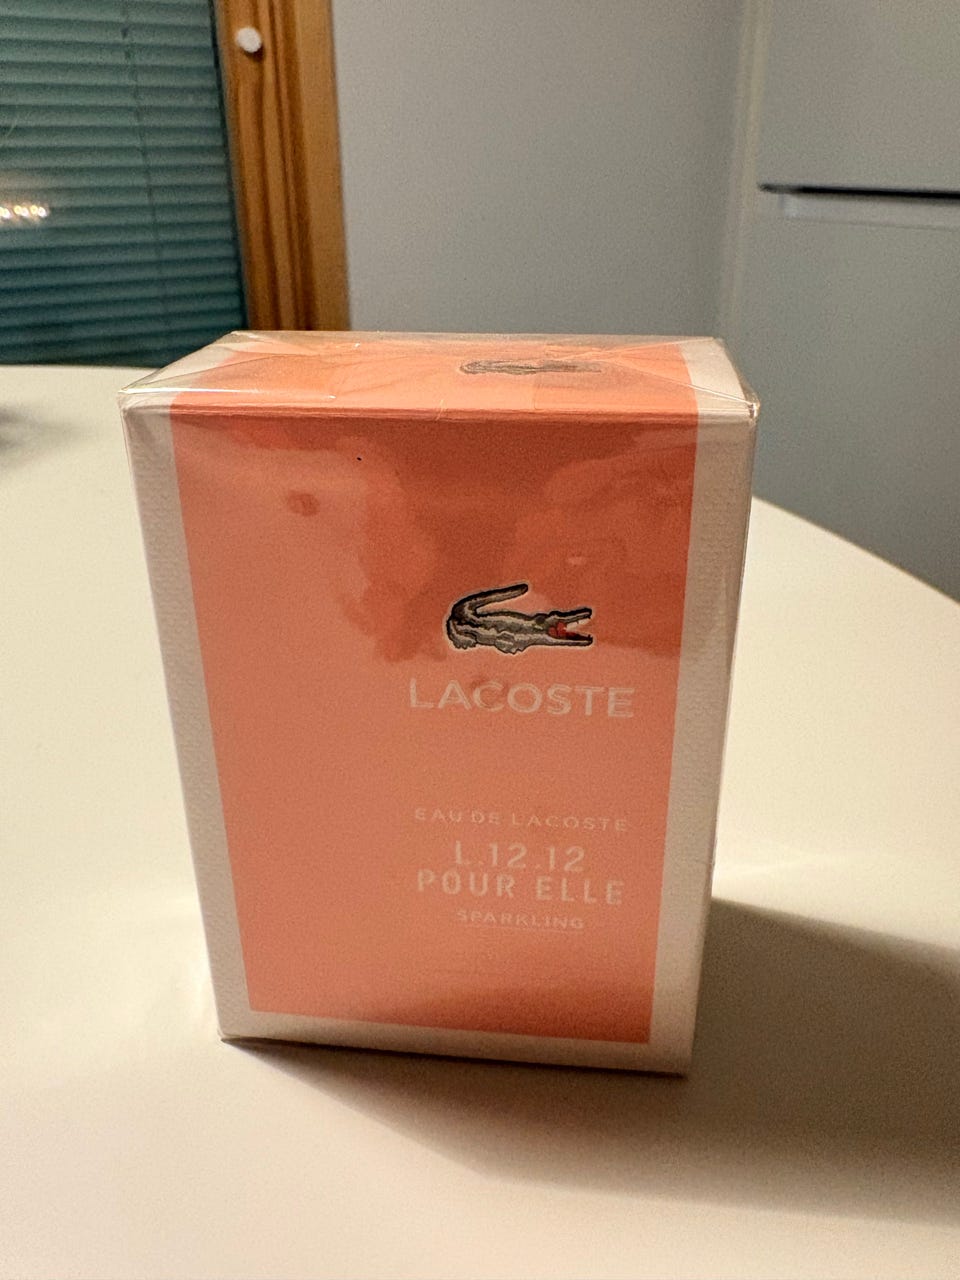 LACOSTE
EAU DE LACOSTE
L.12.12
POUR ELLE
SPARKLING